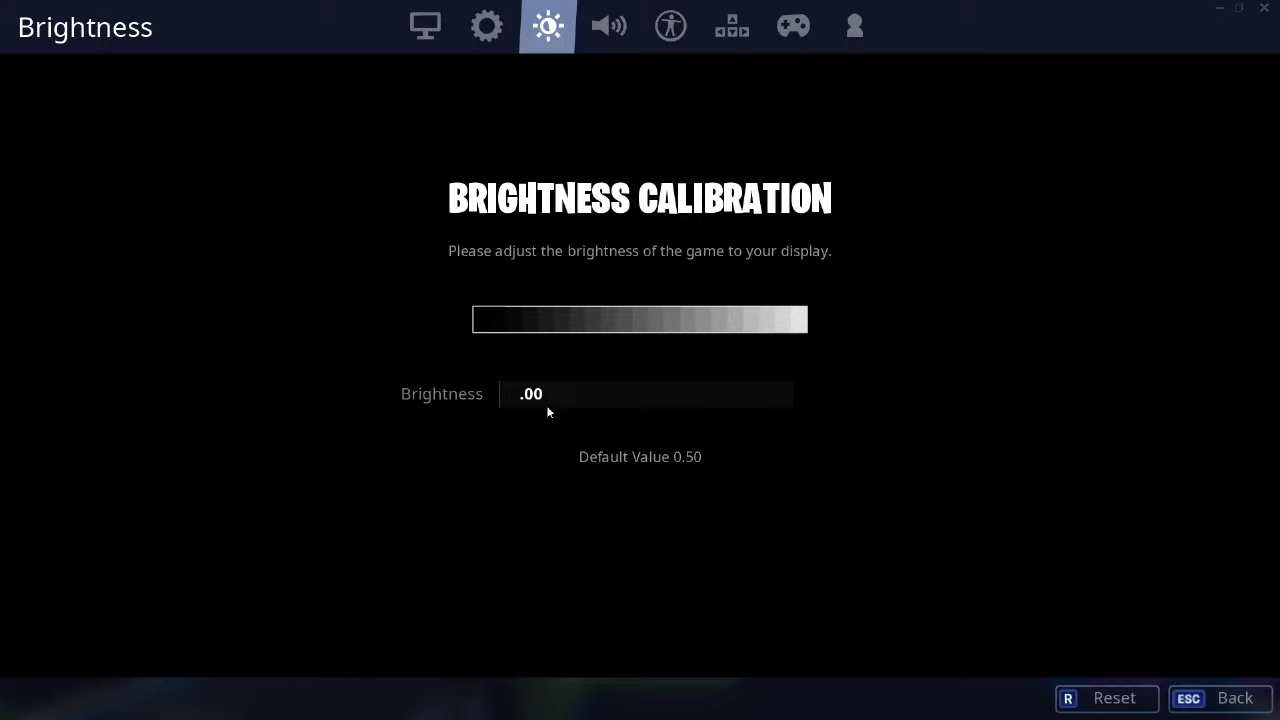 Brightness
BRIGHTNESS CALIBRATION
Please adjust the brightness of the game to your display.
Brightness .00
Default Value 0.50
R Reset ESC Back